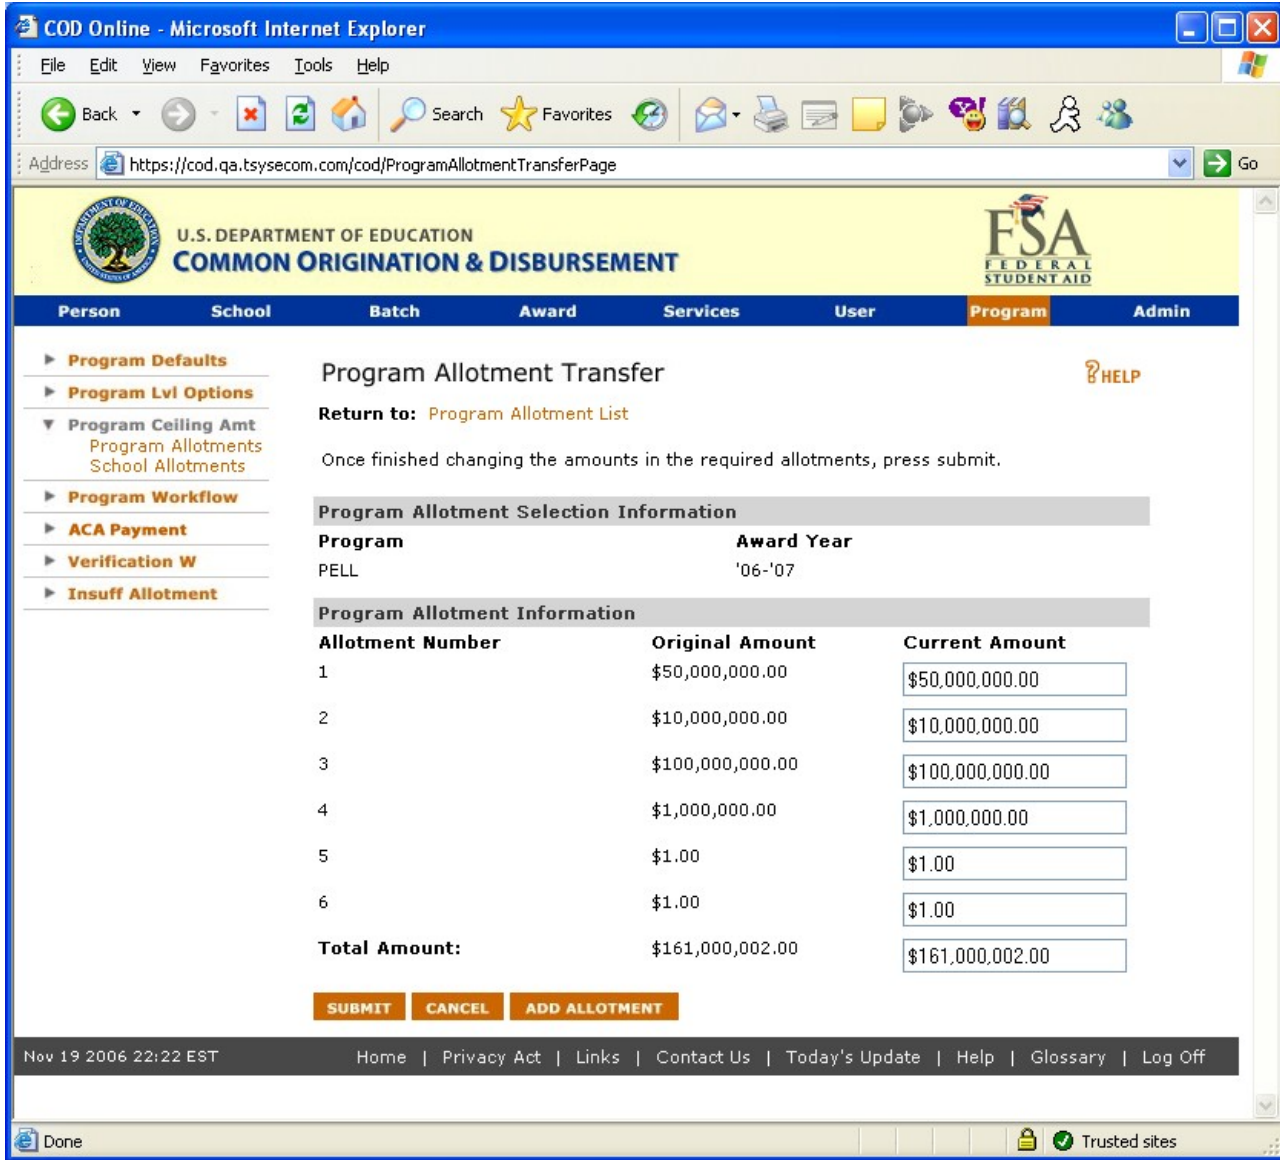 COD Online - Microsoft Internet Explorer
File Edit View Favorites Tools Help
Back Search Favorites
Address https://cod.qa.tsysecom.com/cod/ProgramAllotmentTransferPage Go
U.S. DEPARTMENT OF EDUCATION
COMMON ORIGINATION & DISBURSEMENT
FSA
FEDERAL
STUDENT AID
Person School Batch Award Services User Program Admin
Program Defaults
Program Lvl Options
Program Ceiling Amt
Program Allotments
School Allotments
Program Workflow
ACA Payment
Verification W
Insuff Allotment
Program Allotment Transfer
HELP
Return to: Program Allotment List
Once finished changing the amounts in the required allotments, press submit.
Program Allotment Selection Information
Program Award Year
PELL '06-'07
Program Allotment Information
Allotment Number Original Amount Current Amount
1 $50,000,000.00 $50,000,000.00
2 $10,000,000.00 $10,000,000.00
3 $100,000,000.00 $100,000,000.00
4 $1,000,000.00 $1,000,000.00
5 $1.00 $1.00
6 $1.00 $1.00
Total Amount: $161,000,002.00 $161,000,002.00
SUBMIT CANCEL ADD ALLOTMENT
Nov 19 2006 22:22 EST Home | Privacy Act | Links | Contact Us | Today's Update | Help | Glossary | Log Off
Done Trusted sites